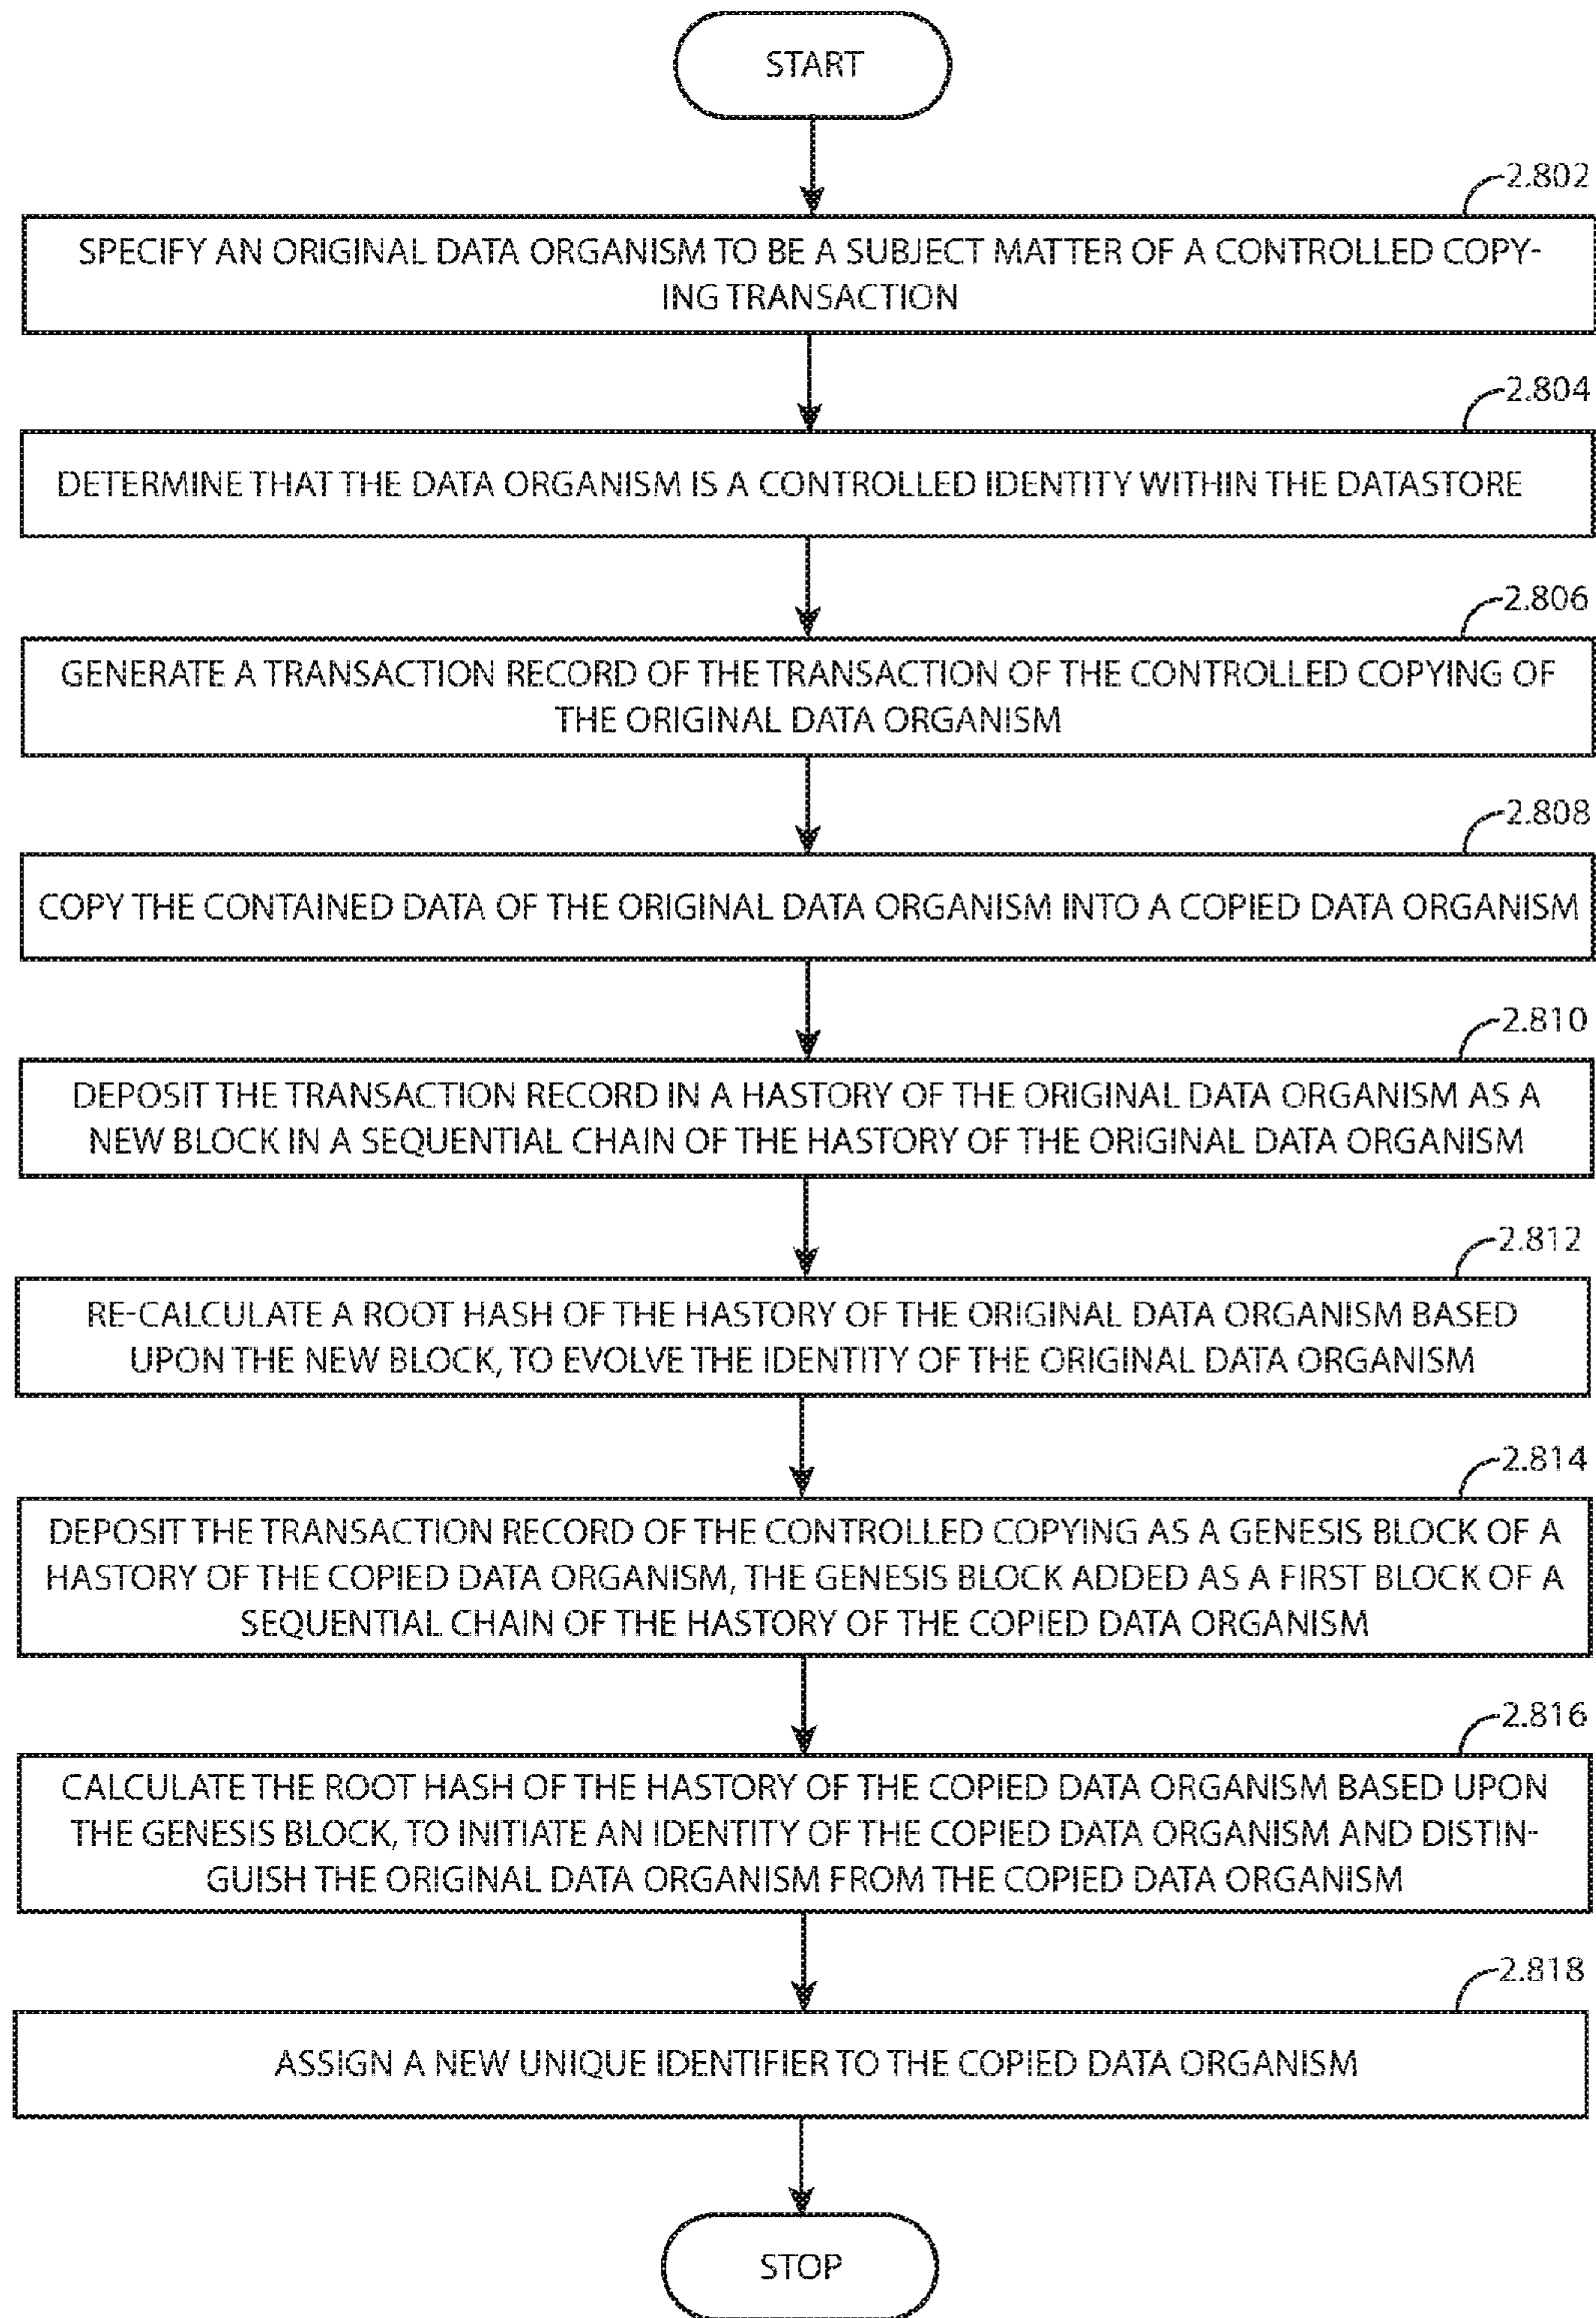 START
2.802
SPECIFY AN ORIGINAL DATA ORGANISM TO BE A SUBJECT MATTER OF A CONTROLLED COPY-
ING TRANSACTION
2.804
DETERMINE THAT THE DATA ORGANISM IS A CONTROLLED IDENTITY WITHIN THE DATASTORE
2.806
GENERATE A TRANSACTION RECORD OF THE TRANSACTION OF THE CONTROLLED COPYING OF
THE ORIGINAL DATA ORGANISM
2.808
COPY THE CONTAINED DATA OF THE ORIGINAL DATA ORGANISM INTO A COPIED DATA ORGANISM
2.810
DEPOSIT THE TRANSACTION RECORD IN A HASTORY OF THE ORIGINAL DATA ORGANISM AS A
NEW BLOCK IN A SEQUENTIAL CHAIN OF THE HASTORY OF THE ORIGINAL DATA ORGANISM
2.812
RE-CALCULATE A ROOT HASH OF THE HASTORY OF THE ORIGINAL DATA ORGANISM BASED
UPON THE NEW BLOCK, TO EVOLVE THE IDENTITY OF THE ORIGINAL DATA ORGANISM
2.814
DEPOSIT THE TRANSACTION RECORD OF THE CONTROLLED COPYING AS A GENESIS BLOCK OF A
HASTORY OF THE COPIED DATA ORGANISM, THE GENESIS BLOCK ADDED AS A FIRST BLOCK OF A
SEQUENTIAL CHAIN OF THE HASTORY OF THE COPIED DATA ORGANISM
2.816
CALCULATE THE ROOT HASH OF THE HASTORY OF THE COPIED DATA ORGANISM BASED UPON
THE GENESIS BLOCK, TO INITIATE AN IDENTITY OF THE COPIED DATA ORGANISM AND DISTIN-
GUISH THE ORIGINAL DATA ORGANISM FROM THE COPIED DATA ORGANISM
2.818
ASSIGN A NEW UNIQUE IDENTIFIER TO THE COPIED DATA ORGANISM
STOP